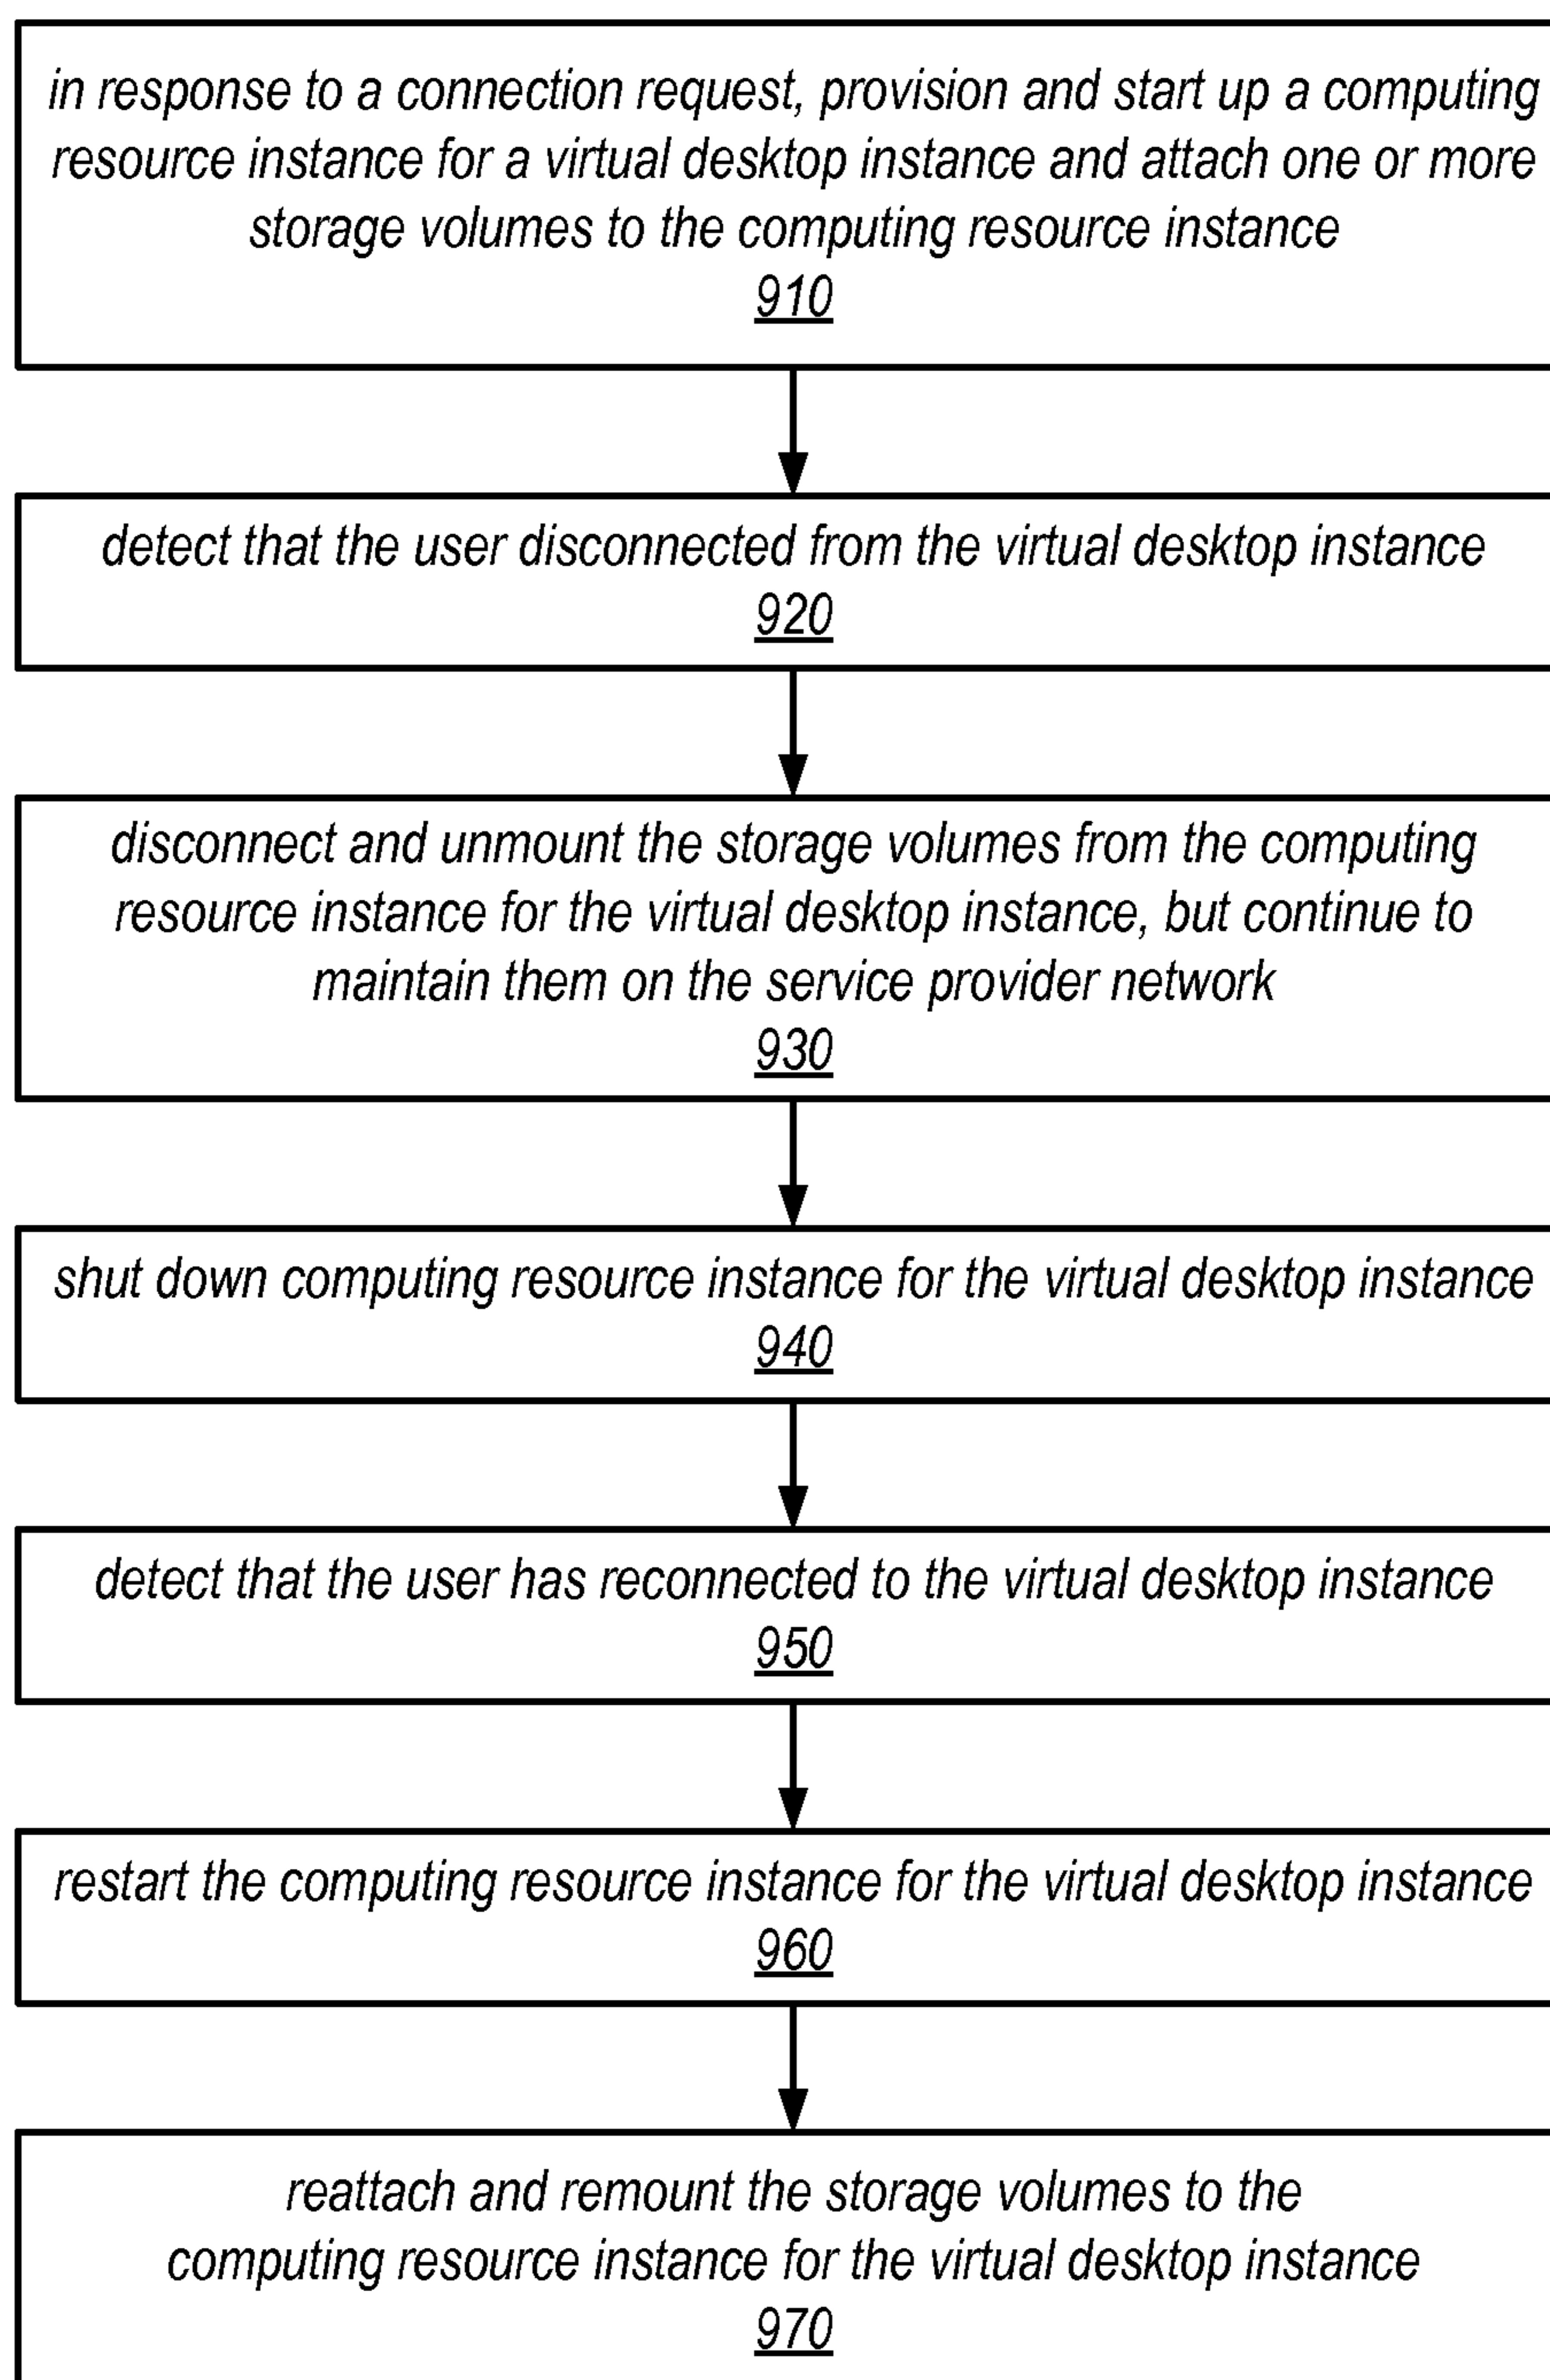 in response to a connection request, provision and start up a computing
resource instance for a virtual desktop instance and attach one or more
storage volumes to the computing resource instance
910
detect that the user disconnected from the virtual desktop instance
920
disconnect and unmount the storage volumes from the computing
resource instance for the virtual desktop instance, but continue to
maintain them on the service provider network
930
shut down computing resource instance for the virtual desktop instance
940
detect that the user has reconnected to the virtual desktop instance
950
restart the computing resource instance for the virtual desktop instance
960
reattach and remount the storage volumes to the
computing resource instance for the virtual desktop instance
970